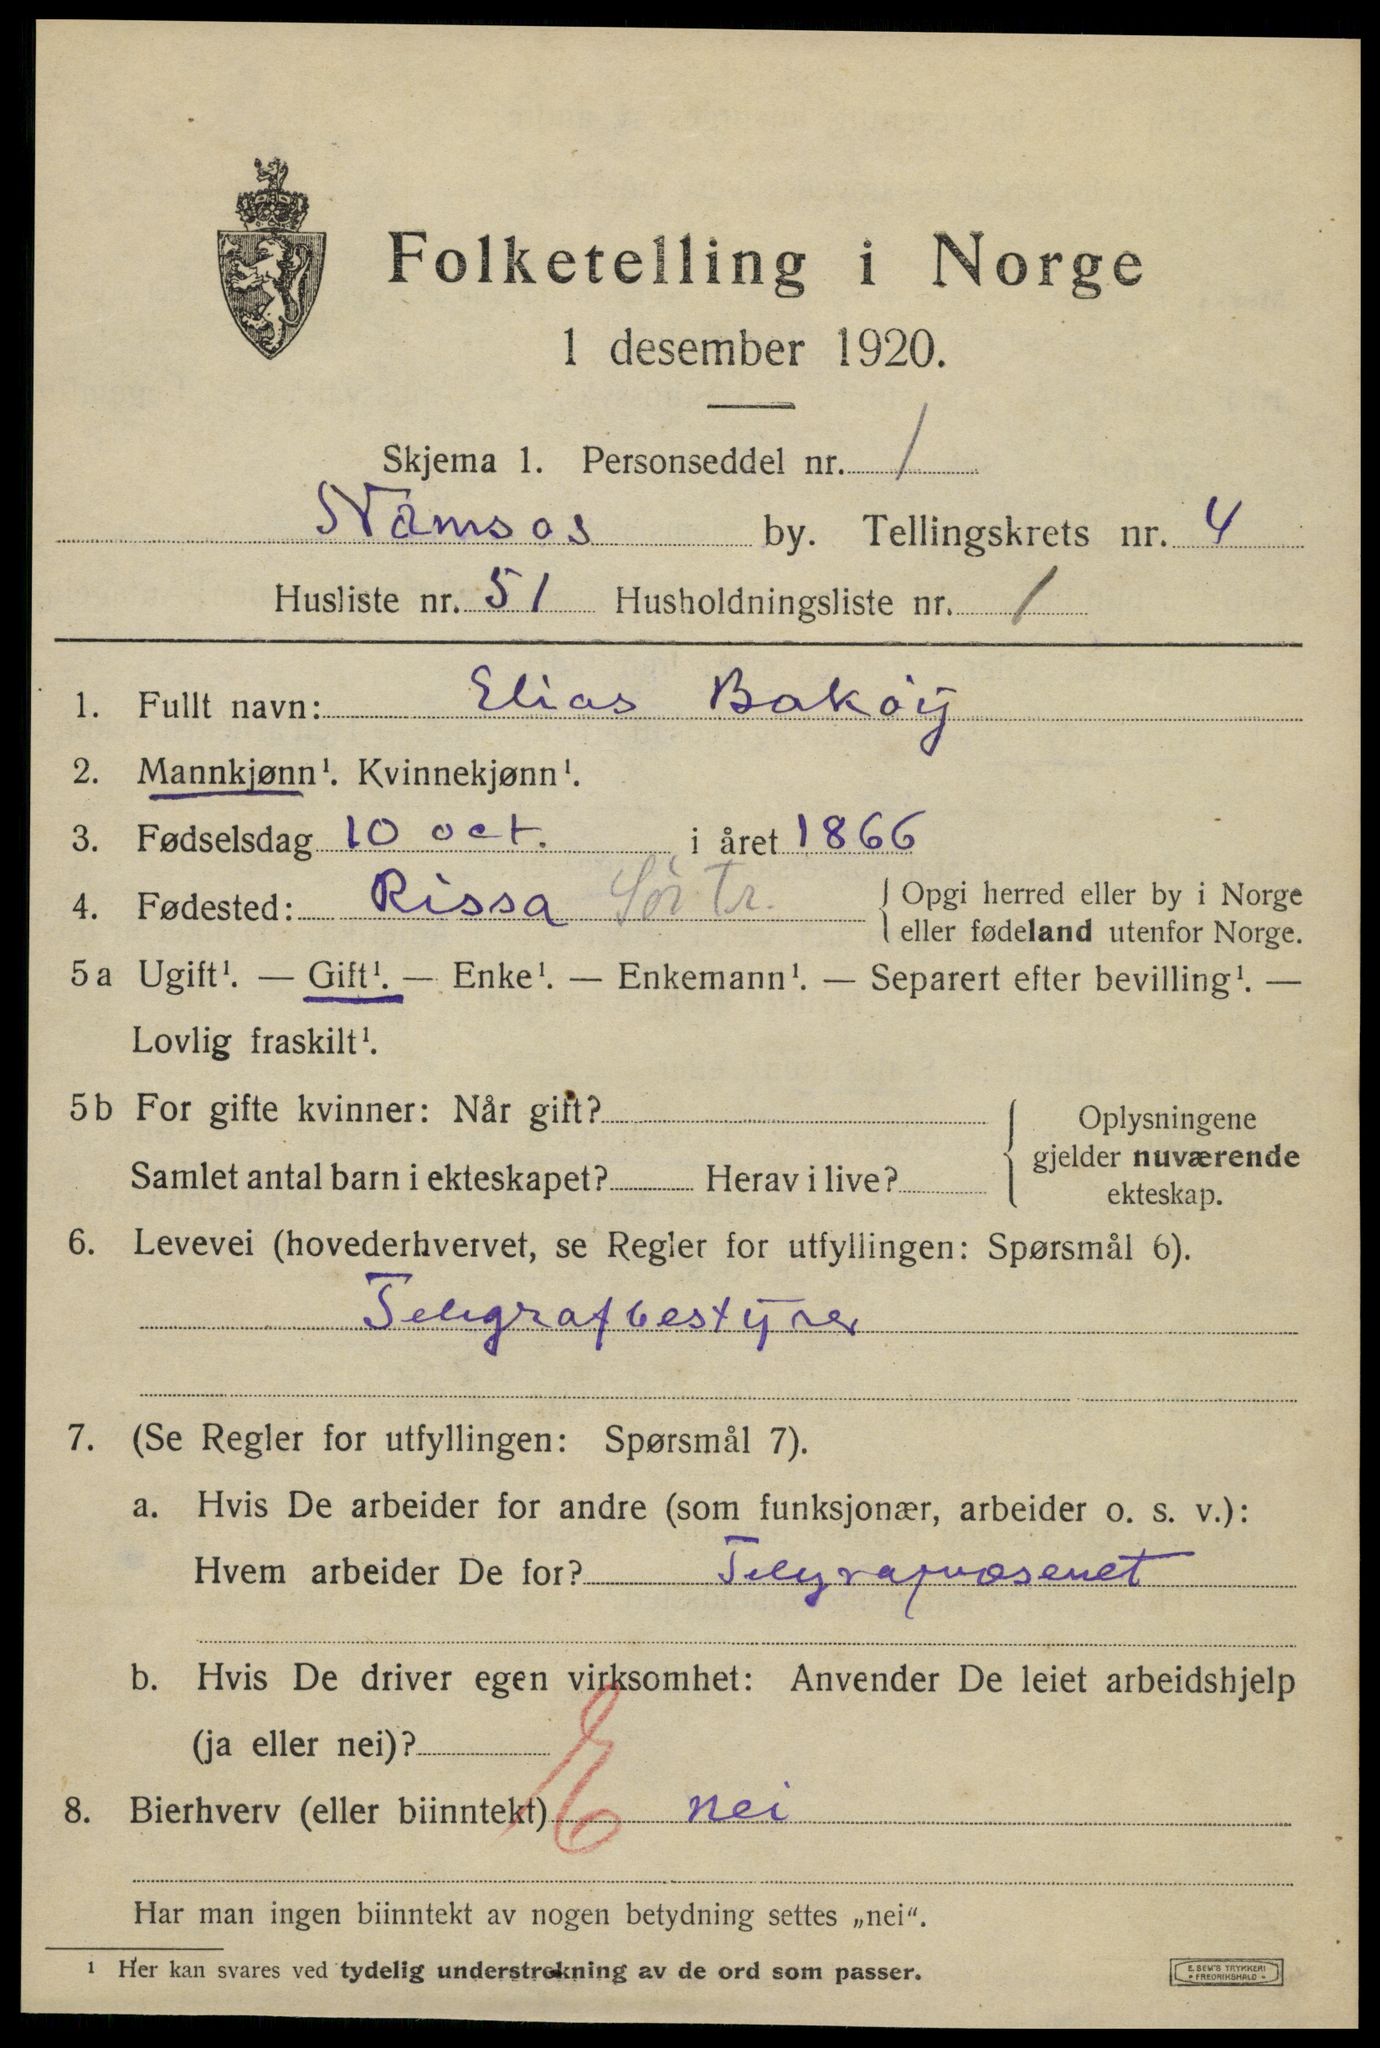 Folketelling i Norge
1 desember 1920.
Skjema 1. Personseddel nr. 1
Namsos by. Tellingskrets nr. 4
Husliste nr. 51 Husholdningsliste nr. 1
1. Fullt navn: Elias Bakøy
2. Mannkjønn¹. Kvinnekjønn¹.
3. Fødselsdag 10 oct. i året 1866
4. Fødested: Rissa Sør Tr. { Opgi herred eller by i Norge
eller fødeland utenfor Norge.
5 a Ugift¹. — Gift¹. — Enke¹. — Enkemann¹. — Separert efter bevilling¹. —
Lovlig fraskilt¹.
5 b For gifte kvinner: Når gift?
Samlet antal barn i ekteskapet? Herav i live?
Oplysningene
gjelder nuværende
ekteskap.
6. Levevei (hovederhvervet, se Regler for utfyllingen: Spørsmål 6).
Telegrafbestyrer
7. (Se Regler for utfyllingen: Spørsmål 7).
a. Hvis De arbeider for andre (som funksjonær, arbeider o. s. v.):
Hvem arbeider De for? Telegrafvæsenet
b. Hvis De driver egen virksomhet: Anvender De leiet arbeidshjelp
(ja eller nei)?
E
8. Bierhverv (eller biinntekt) nei
Har man ingen biinntekt av nogen betydning settes „nei“.
¹ Her kan svares ved tydelig understrekning av de ord som passer.
E. SEM'S TRYKKERI
• FREDRIKSHALD •